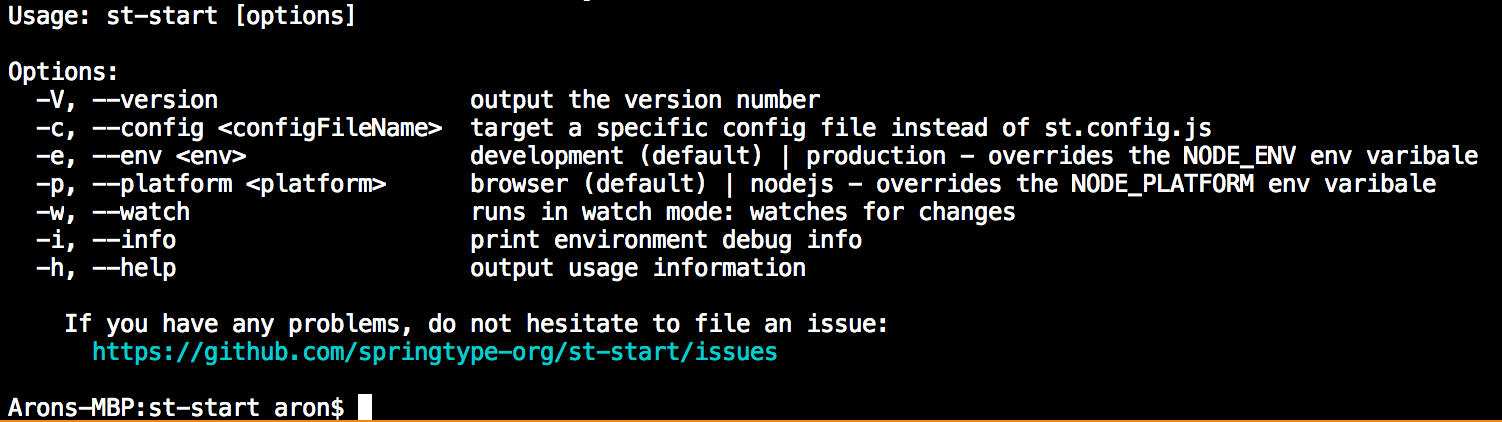 Usage: st-start [options]
Options:
-V, --version output the version number
-c, --config <configFileName> target a specific config file instead of st.config.js
-e, --env <env> development (default) | production - overrides the NODE_ENV env varibale
-p, --platform <platform> browser (default) | nodejs - overrides the NODE_PLATFORM env varibale
-w, --watch runs in watch mode: watches for changes
-i, --info print environment debug info
-h, --help output usage information
If you have any problems, do not hesitate to file an issue:
https://github.com/springtype-org/st-start/issues
Arons-MBP:st-start aron$